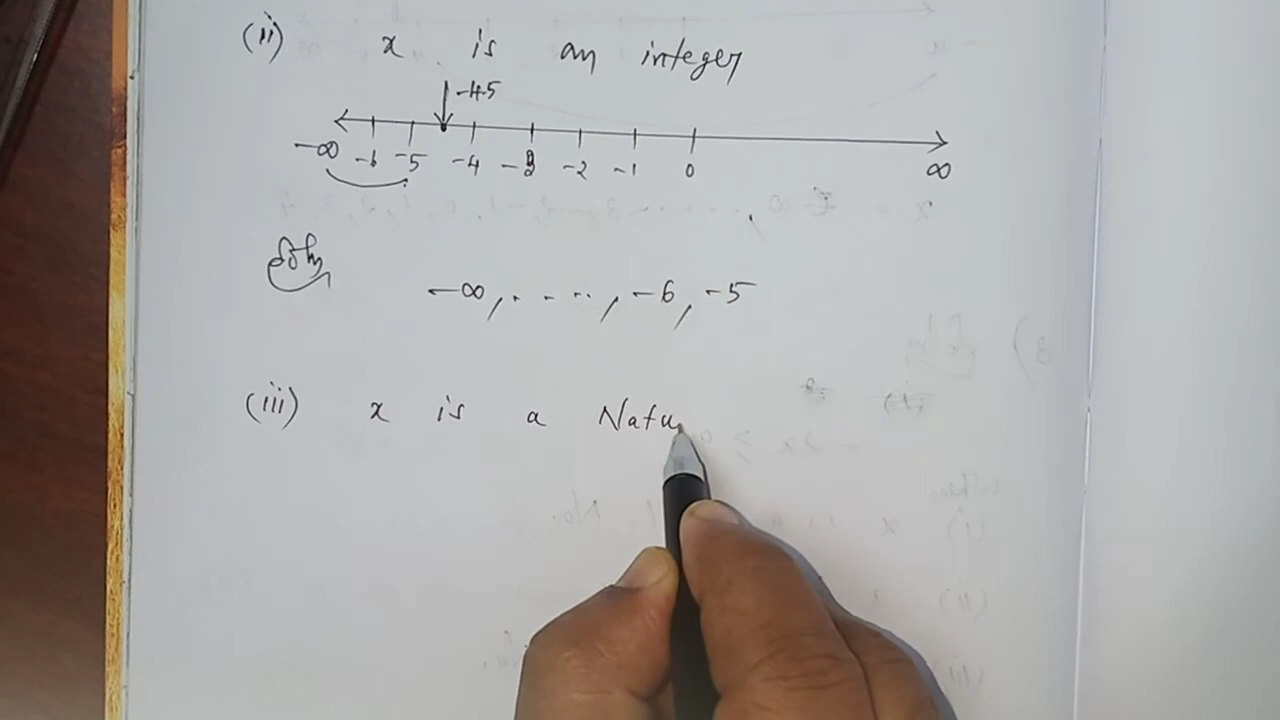 (ii) x is an integer
-4.5
-∞ -6 -5 -4 -3 -2 -1 0 ∞
Soln
-∞, . - - .. , -6, -5
(iii) x is a Natu